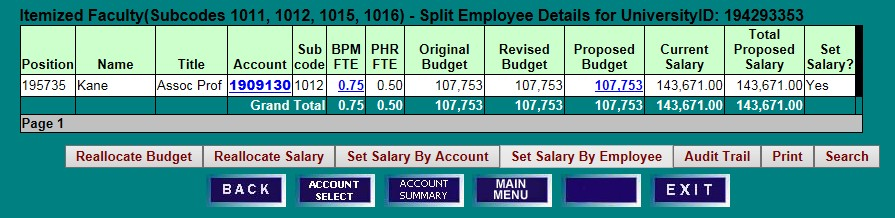 Itemized Faculty(Subcodes 1011, 1012, 1015, 1016) - Split Employee Details for UniversityID: 194293353
Position Name Title Account Sub code BPM FTE PHR FTE Original Budget Revised Budget Proposed Budget Current Salary Total Proposed Salary Set Salary?
195735 Kane Assoc Prof 1909130 1012 0.75 0.50 107,753 107,753 107,753 143,671.00 143,671.00 Yes
Grand Total 0.75 0.50 107,753 107,753 107,753 143,671.00 143,671.00
Page 1
Reallocate Budget Reallocate Salary Set Salary By Account Set Salary By Employee Audit Trail Print Search
BACK ACCOUNT SELECT ACCOUNT SUMMARY MAIN MENU EXIT